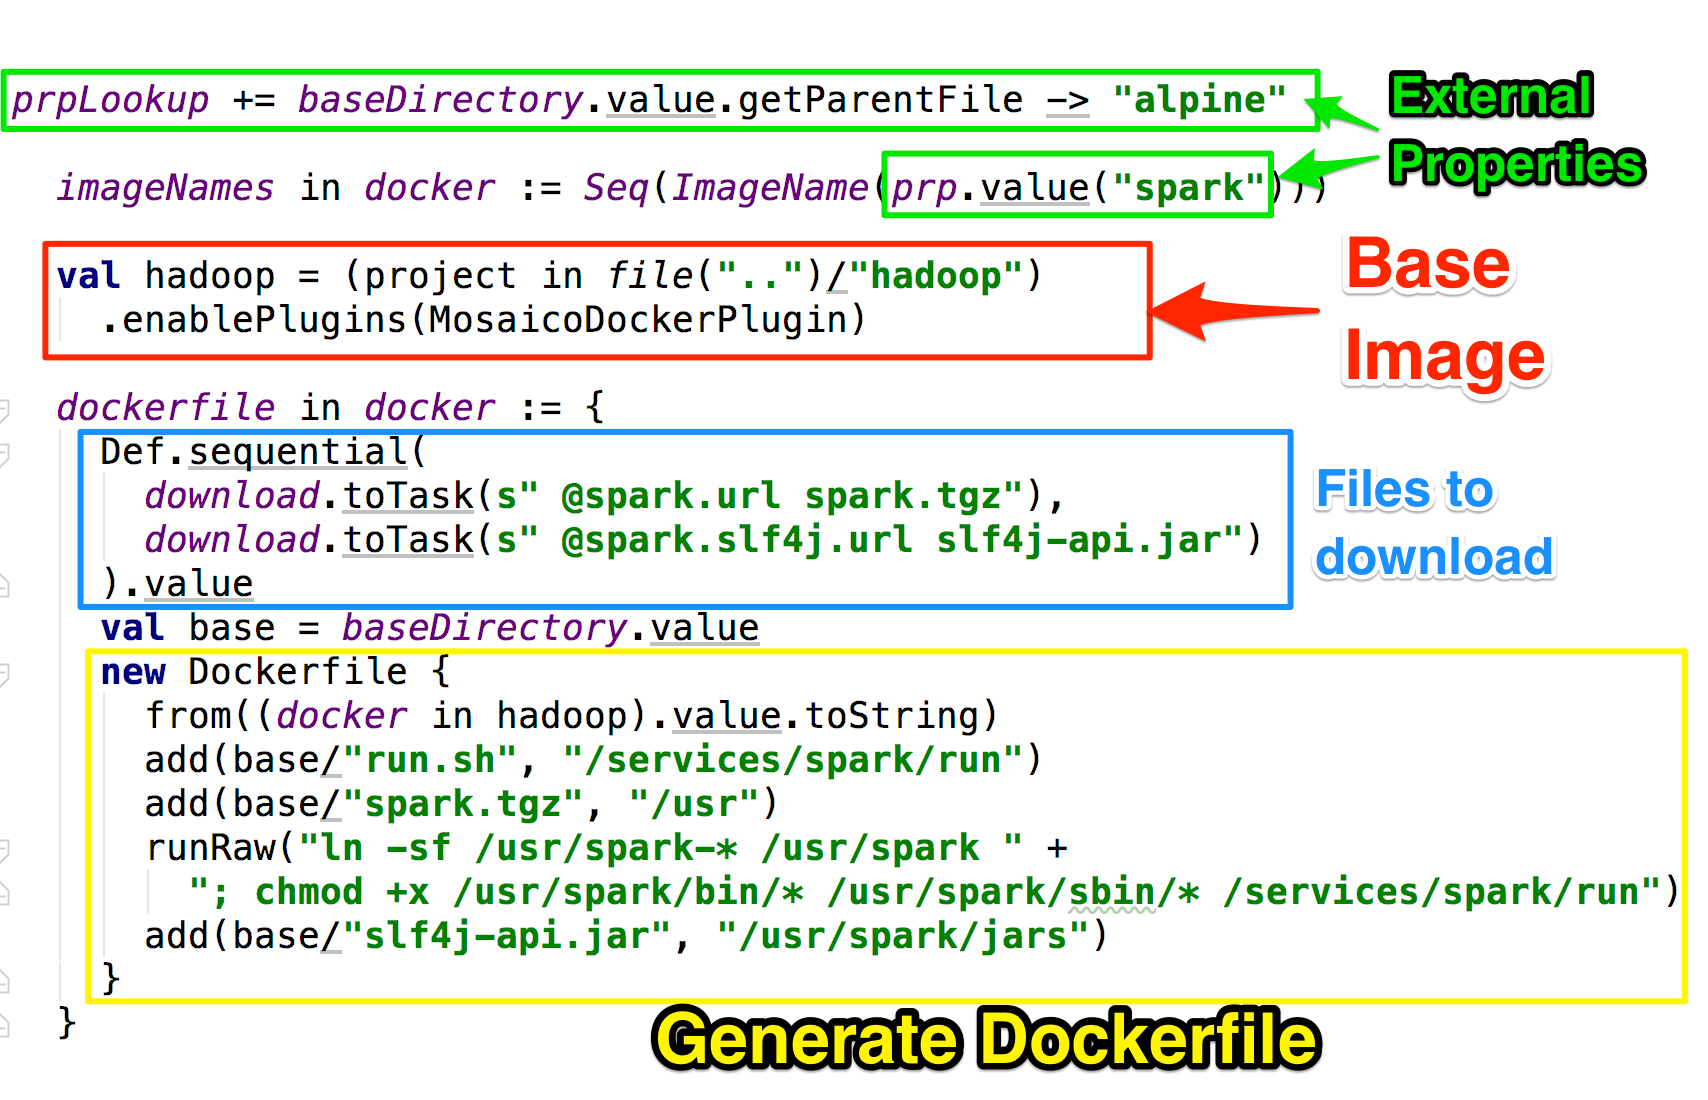 prpLookup += baseDirectory.value.getParentFile -> "alpine"
External
Properties
imageNames in docker := Seq(ImageName(prp.value("spark")))
val hadoop = (project in file("..")/"hadoop")
.enablePlugins(MosaicoDockerPlugin)
Base
Image
dockerfile in docker := {
Def.sequential(
download.toTask(s" @spark.url spark.tgz"),
download.toTask(s" @spark.slf4j.url slf4j-api.jar")
).value
Files to
download
val base = baseDirectory.value
new Dockerfile {
from((docker in hadoop).value.toString)
add(base/"run.sh", "/services/spark/run")
add(base/"spark.tgz", "/usr")
runRaw("ln -sf /usr/spark-* /usr/spark " +
"; chmod +x /usr/spark/bin/* /usr/spark/sbin/* /services/spark/run")
add(base/"slf4j-api.jar", "/usr/spark/jars")
}
}
Generate Dockerfile